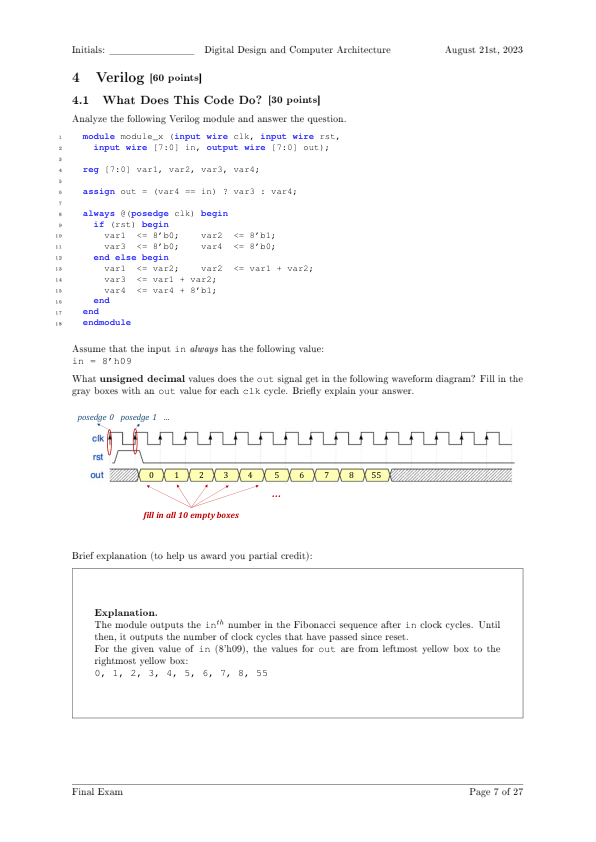 Initials: ________________ Digital Design and Computer Architecture August 21st, 2023
4 Verilog [60 points]
4.1 What Does This Code Do? [30 points]
Analyze the following Verilog module and answer the question.
1 module module_x (input wire clk, input wire rst,
2 input wire [7:0] in, output wire [7:0] out);
3
4 reg [7:0] var1, var2, var3, var4;
5
6 assign out = (var4 == in) ? var3 : var4;
7
8 always @(posedge clk) begin
9 if (rst) begin
10 var1 <= 8'b0; var2 <= 8'b1;
11 var3 <= 8'b0; var4 <= 8'b0;
12 end else begin
13 var1 <= var2; var2 <= var1 + var2;
14 var3 <= var1 + var2;
15 var4 <= var4 + 8'b1;
16 end
17 end
18 endmodule
Assume that the input in always has the following value:
in = 8'h09
What unsigned decimal values does the out signal get in the following waveform diagram? Fill in the
gray boxes with an out value for each clk cycle. Briefly explain your answer.
posedge 0 posedge 1 ...
clk
rst
out 0 1 2 3 4 5 6 7 8 55
...
fill in all 10 empty boxes
Brief explanation (to help us award you partial credit):
Explanation.
The module outputs the in^th number in the Fibonacci sequence after in clock cycles. Until
then, it outputs the number of clock cycles that have passed since reset.
For the given value of in (8'h09), the values for out are from leftmost yellow box to the
rightmost yellow box:
0, 1, 2, 3, 4, 5, 6, 7, 8, 55
Final Exam Page 7 of 27